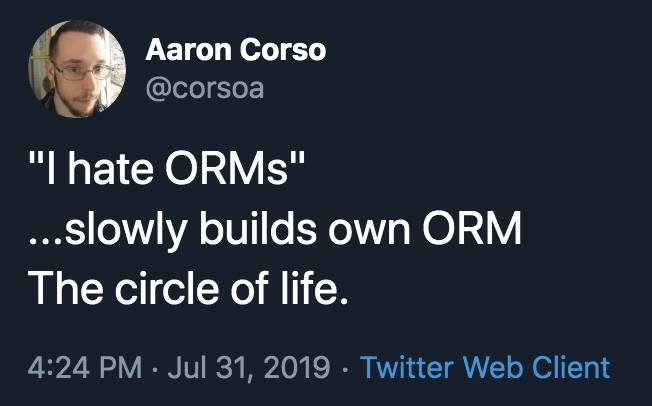 Aaron Corso
@corsoa
"I hate ORMs"
...slowly builds own ORM
The circle of life.
4:24 PM · Jul 31, 2019 · Twitter Web Client